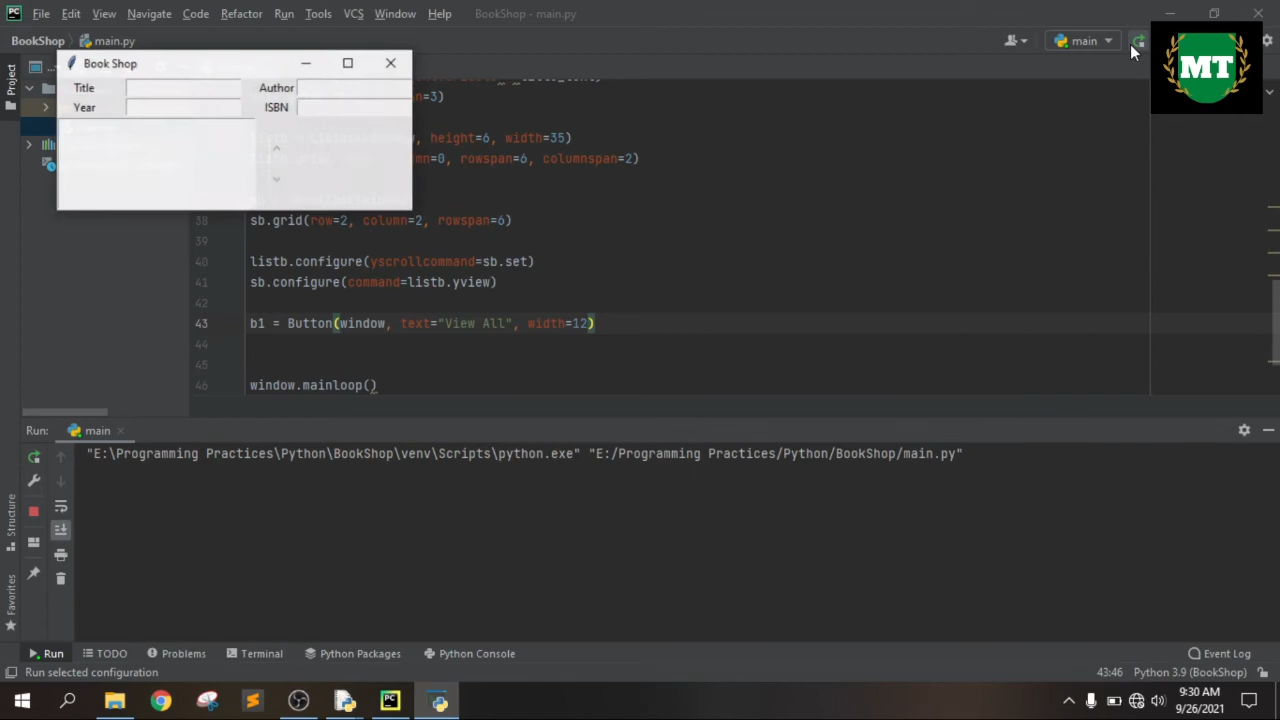 File Edit View Navigate Code Refactor Run Tools VCS Window Help BookShop - main.py
BookShop main.py main
MT
Project
Book Shop
Title Author
Year ISBN
=3)
height=6, width=35)
=0, rowspan=6, columnspan=2)
38 sb.grid(row=2, column=2, rowspan=6)
39
40 listb.configure(yscrollcommand=sb.set)
41 sb.configure(command=listb.yview)
42
43 b1 = Button(window, text="View All", width=12)
44
45
46 window.mainloop()
Run: main
"E:\Programming Practices\Python\BookShop\venv\Scripts\python.exe" "E:/Programming Practices/Python/BookShop/main.py"
Structure
Favorites
Run TODO Problems Terminal Python Packages Python Console Event Log
Run selected configuration 43:46 Python 3.9 (BookShop)
9:30 AM
9/26/2021